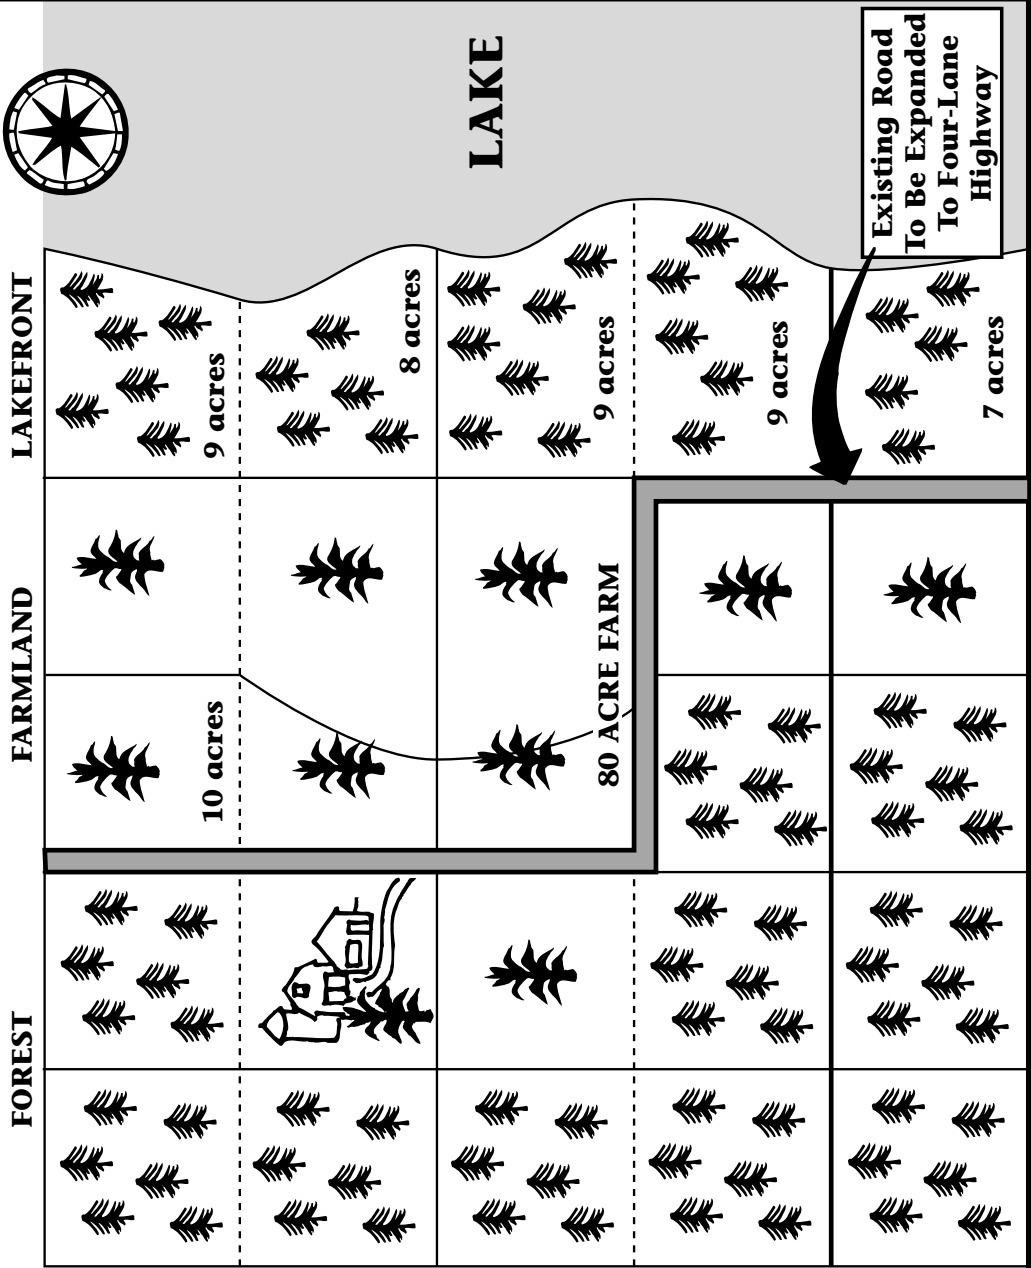 LAKE
Existing Road
To Be Expanded
To Four-Lane
Highway
LAKEFRONT
9 acres
8 acres
9 acres
9 acres
7 acres
FARMLAND
10 acres
80 ACRE FARM
FOREST